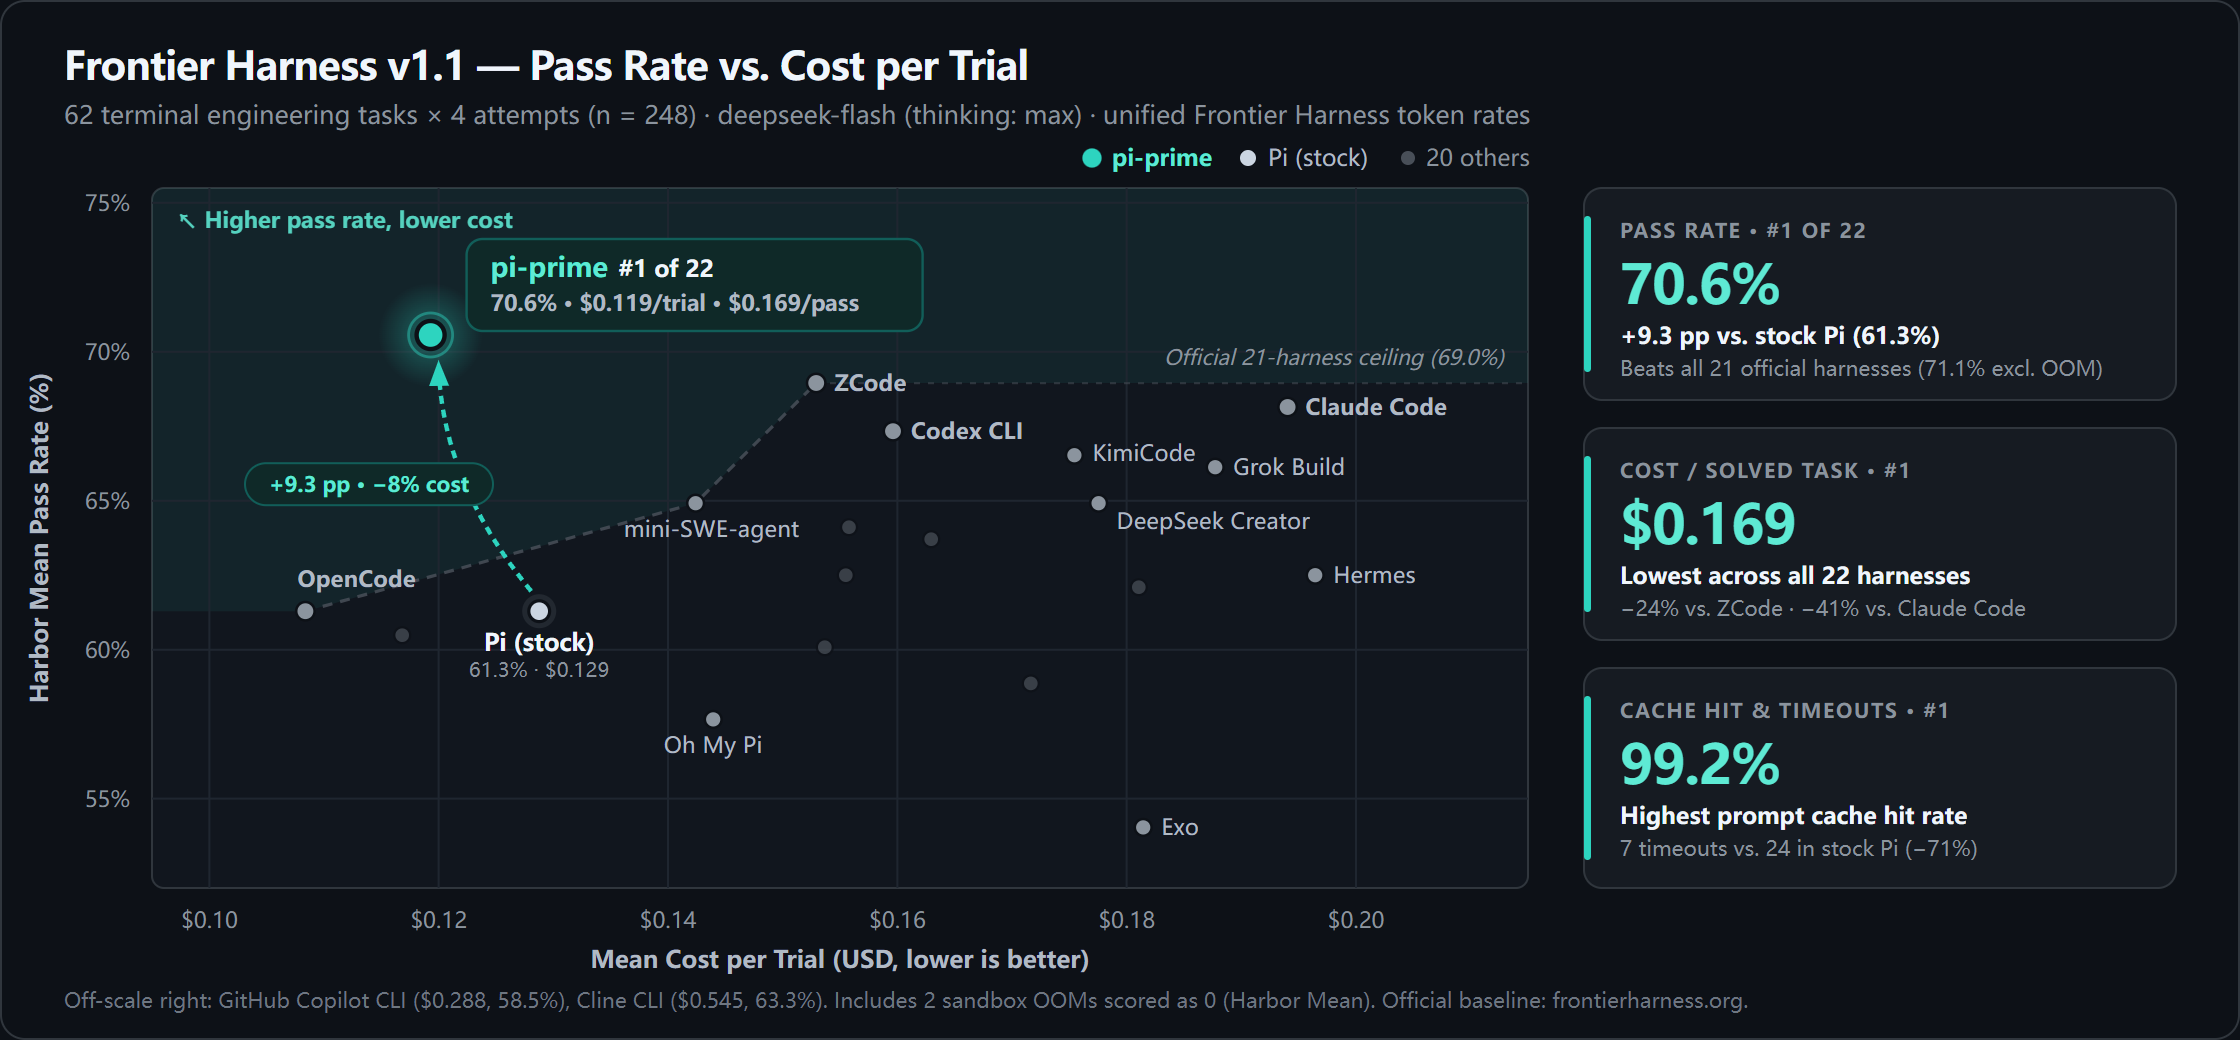 Frontier Harness v1.1 — Pass Rate vs. Cost per Trial
62 terminal engineering tasks × 4 attempts (n = 248) · deepseek-flash (thinking: max) · unified Frontier Harness token rates
pi-prime
Pi (stock)
20 others
Harbor Mean Pass Rate (%)
75%
70%
65%
60%
55%
↖ Higher pass rate, lower cost
pi-prime #1 of 22
70.6% • $0.119/trial • $0.169/pass
Official 21-harness ceiling (69.0%)
ZCode
Claude Code
Codex CLI
KimiCode
Grok Build
+9.3 pp • −8% cost
mini-SWE-agent
DeepSeek Creator
OpenCode
Hermes
Pi (stock)
61.3% · $0.129
Oh My Pi
Exo
$0.10
$0.12
$0.14
$0.16
$0.18
$0.20
Mean Cost per Trial (USD, lower is better)
PASS RATE • #1 OF 22
70.6%
+9.3 pp vs. stock Pi (61.3%)
Beats all 21 official harnesses (71.1% excl. OOM)
COST / SOLVED TASK • #1
$0.169
Lowest across all 22 harnesses
−24% vs. ZCode · −41% vs. Claude Code
CACHE HIT & TIMEOUTS • #1
99.2%
Highest prompt cache hit rate
7 timeouts vs. 24 in stock Pi (−71%)
Off-scale right: GitHub Copilot CLI ($0.288, 58.5%), Cline CLI ($0.545, 63.3%). Includes 2 sandbox OOMs scored as 0 (Harbor Mean). Official baseline: frontierharness.org.